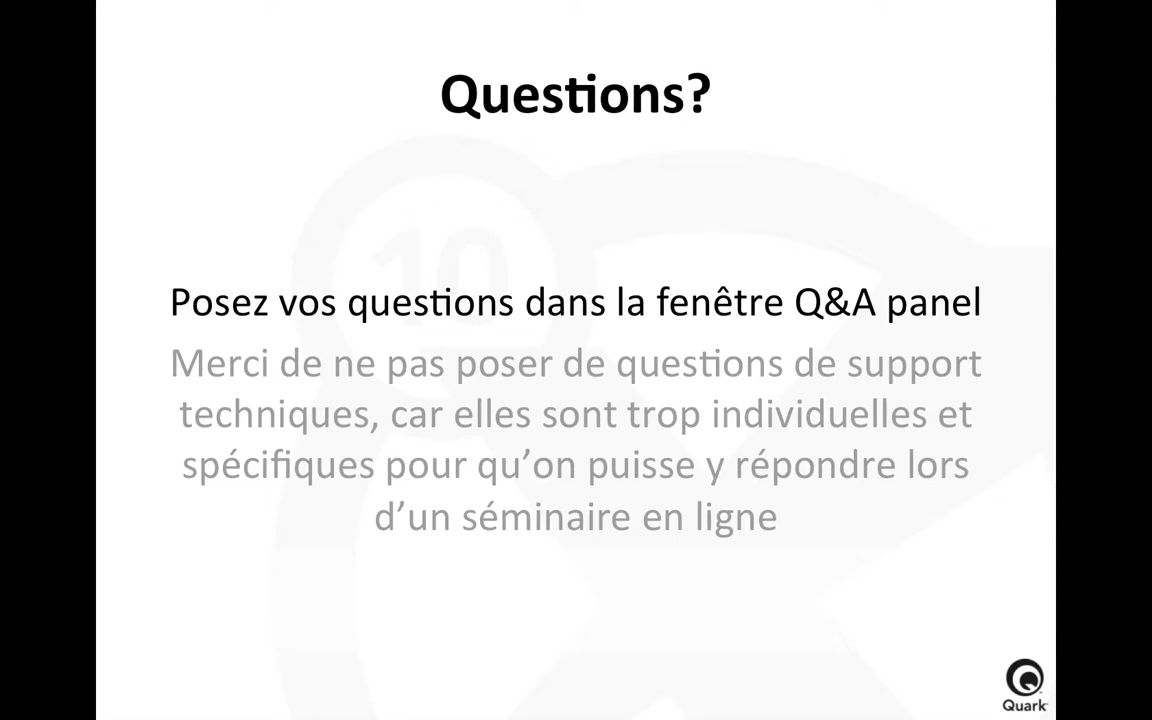 Questions?
10
Posez vos questions dans la fenêtre Q&A panel
Merci de ne pas poser de questions de support
techniques, car elles sont trop individuelles et
spécifiques pour qu’on puisse y répondre lors
d’un séminaire en ligne
Quark